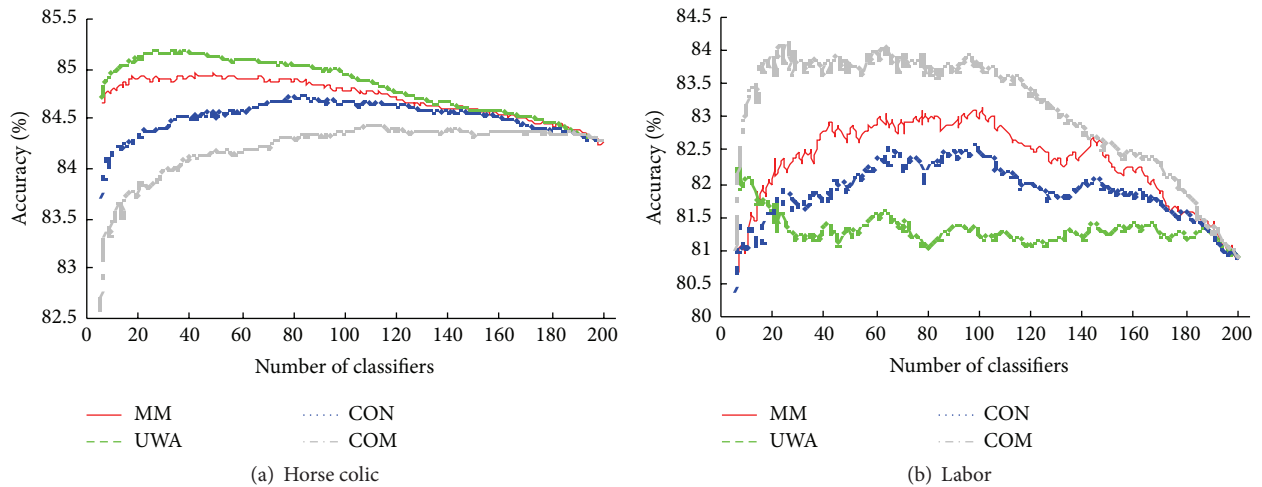 85.5
85
84.5
84
83.5
83
82.5
Accuracy (%)
0 20 40 60 80 100 120 140 160 180 200
Number of classifiers
MM
UWA
CON
COM
(a) Horse colic
84.5
84
83.5
83
82.5
82
81.5
81
80.5
80
Accuracy (%)
0 20 40 60 80 100 120 140 160 180 200
Number of classifiers
MM
UWA
CON
COM
(b) Labor